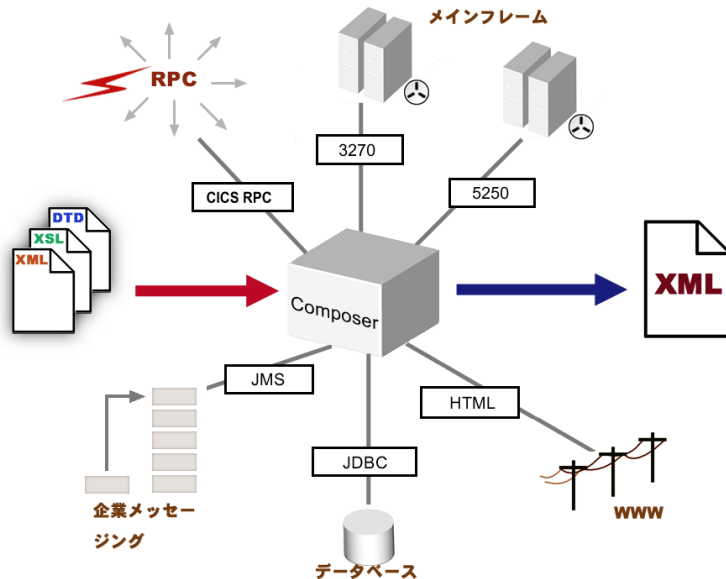 メインフレーム
RPC
3270
5250
CICS RPC
DTD
XSL
XML
Composer
XML
JMS
HTML
JDBC
企業メッセー
ジング
WWW
データベース